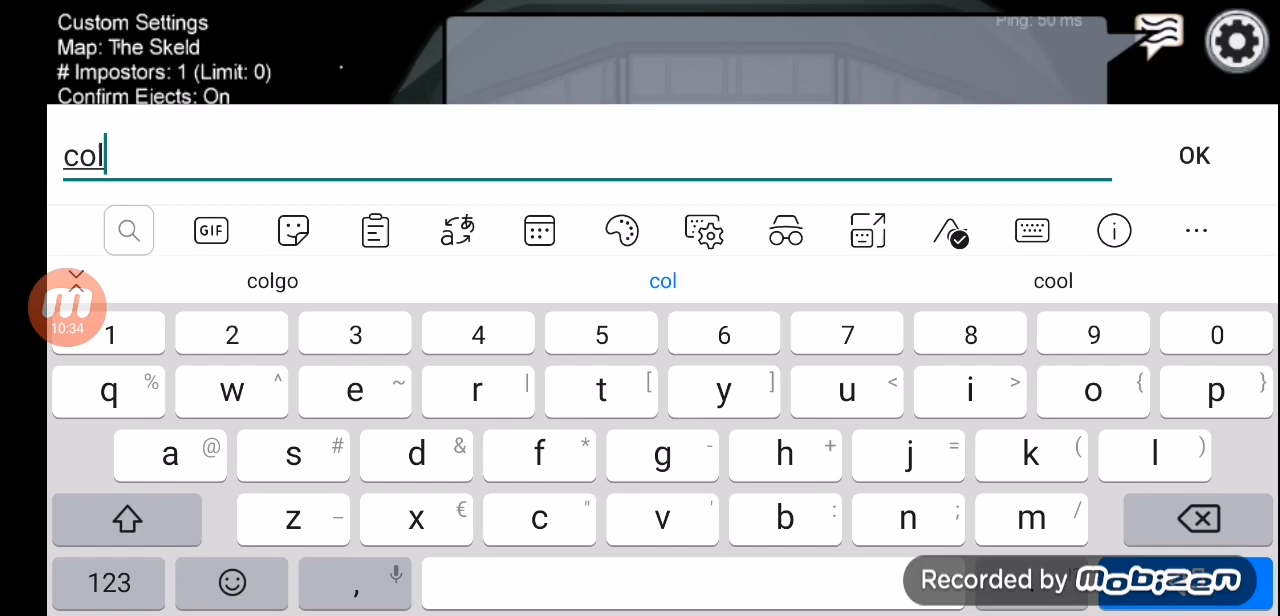 Custom Settings
Ping: 50 ms
Map: The Skeld
# Impostors: 1 (Limit: 0)
Confirm Ejects: On
col
OK
GIF
colgo col cool
10:34
1 2 3 4 5 6 7 8 9 0
q % w ^ e ~ r | t [ y ] u < i > o { p }
a @ s # d & f * g - h + j = k ( l )
z _ x € c " v ' b : n ; m /
123 ,
Recorded by mobizen